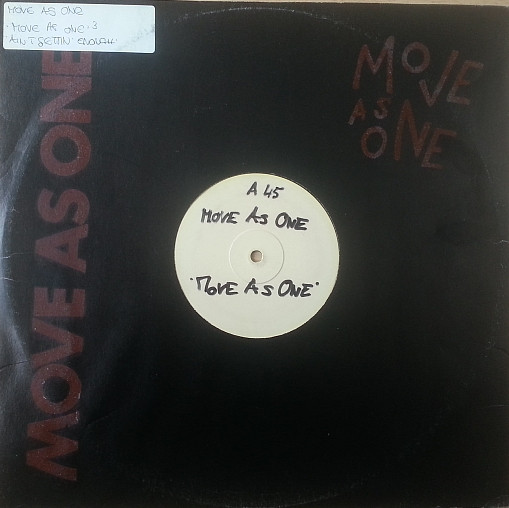 MOVE AS ONE
• MOVE AS ONE • 3
'AIN'T GETTIN' ENOUGH'
MOVE AS ONE
MOVE
AS
ONE
A 45
MOVE AS ONE
"MOVE AS ONE"